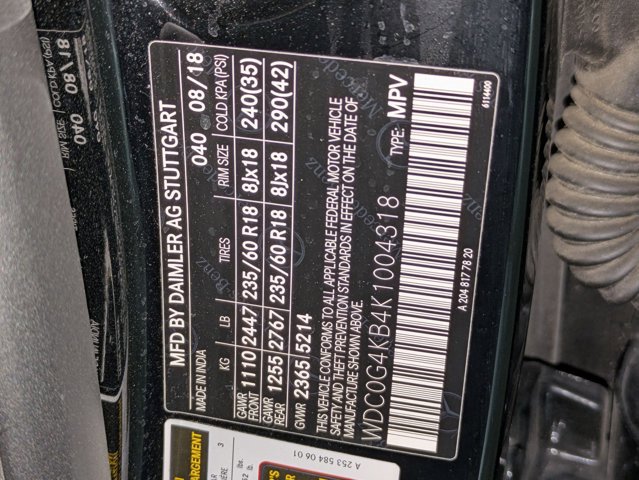 MFD BY DAIMLER AG STUTTGART
MADE IN INDIA 040 08/18
KG LB TIRES RIM SIZE COLD KPA(PSI)
GAWR FRONT 1110 2447 235/60 R18 8Jx18 240(35)
GAWR REAR 1255 2767 235/60 R18 8Jx18 290(42)
GWR 2365 5214
THIS VEHICLE CONFORMS TO ALL APPLICABLE FEDERAL MOTOR VEHICLE
SAFETY AND THEFT PREVENTION STANDARDS IN EFFECT ON THE DATE OF
MANUFACTURE SHOWN ABOVE.
WDC0G4KB4K1004318 TYPE: MPV
A 204 817 78 20
6114400
A 253 584 06 01
ARGEMENT